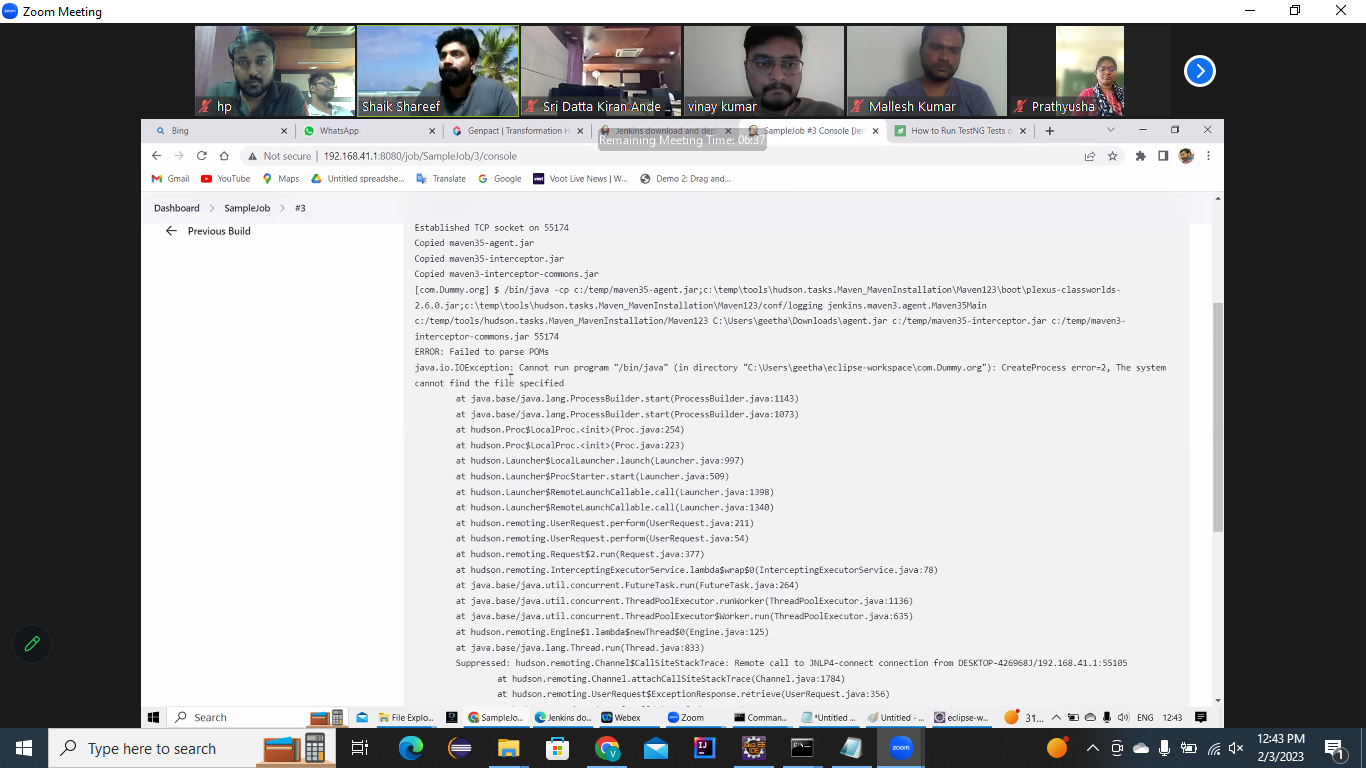 Zoom Meeting
hp
Shaik Shareef
Sri Datta Kiran Ande
vinay kumar
Mallesh Kumar
Prathyusha
Bing
WhatsApp
Genpact | Transformation H
Jenkins download and dep
SampleJob #3 Console [Jen
How to Run TestNG Tests o
Remaining Meeting Time: 06:37
Not secure | 192.168.41.1:8080/job/SampleJob/3/console
Gmail
YouTube
Maps
Untitled spreadshe...
Translate
Google
Voot Live News | W...
Demo 2: Drag and...
Dashboard > SampleJob > #3
Previous Build
Established TCP socket on 55174
Copied maven35-agent.jar
Copied maven35-interceptor.jar
Copied maven3-interceptor-commons.jar
[com.Dummy.org] $ /bin/java -cp c:/temp/maven35-agent.jar;c:\temp\tools\hudson.tasks.Maven_MavenInstallation\Maven123\boot\plexus-classworlds-
2.6.0.jar;c:\temp\tools\hudson.tasks.Maven_MavenInstallation\Maven123/conf/logging jenkins.maven3.agent.Maven35Main
c:/temp/tools/hudson.tasks.Maven_MavenInstallation/Maven123 C:\Users\geetha\Downloads\agent.jar c:/temp/maven35-interceptor.jar c:/temp/maven3-
interceptor-commons.jar 55174
ERROR: Failed to parse POMs
java.io.IOException: Cannot run program "/bin/java" (in directory "C:\Users\geetha\eclipse-workspace\com.Dummy.org"): CreateProcess error=2, The system
cannot find the file specified
at java.base/java.lang.ProcessBuilder.start(ProcessBuilder.java:1143)
at java.base/java.lang.ProcessBuilder.start(ProcessBuilder.java:1073)
at hudson.Proc$LocalProc.<init>(Proc.java:254)
at hudson.Proc$LocalProc.<init>(Proc.java:223)
at hudson.Launcher$LocalLauncher.launch(Launcher.java:997)
at hudson.Launcher$ProcStarter.start(Launcher.java:509)
at hudson.Launcher$RemoteLaunchCallable.call(Launcher.java:1398)
at hudson.Launcher$RemoteLaunchCallable.call(Launcher.java:1340)
at hudson.remoting.UserRequest.perform(UserRequest.java:211)
at hudson.remoting.UserRequest.perform(UserRequest.java:54)
at hudson.remoting.Request$2.run(Request.java:377)
at hudson.remoting.InterceptingExecutorService.lambda$wrap$0(InterceptingExecutorService.java:78)
at java.base/java.util.concurrent.FutureTask.run(FutureTask.java:264)
at java.base/java.util.concurrent.ThreadPoolExecutor.runWorker(ThreadPoolExecutor.java:1136)
at java.base/java.util.concurrent.ThreadPoolExecutor$Worker.run(ThreadPoolExecutor.java:635)
at hudson.remoting.Engine$1.lambda$newThread$0(Engine.java:125)
at java.base/java.lang.Thread.run(Thread.java:833)
Suppressed: hudson.remoting.Channel$CallSiteStackTrace: Remote call to JNLP4-connect connection from DESKTOP-426968J/192.168.41.1:55105
at hudson.remoting.Channel.attachCallSiteStackTrace(Channel.java:1784)
at hudson.remoting.UserRequest$ExceptionResponse.retrieve(UserRequest.java:356)
Search
File Explo...
SampleJo...
Jenkins do...
Webex
Zoom
Comman...
*Untitled ...
Untitled - ...
eclipse-w...
31...
ENG
12:43
Type here to search
12:43 PM
2/3/2023
1